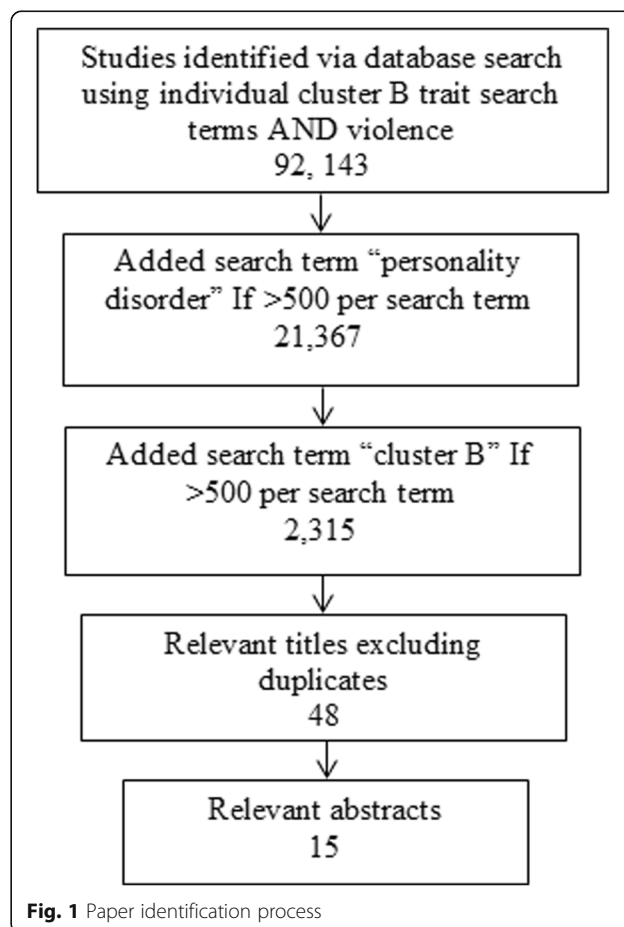 Studies identified via database search
using individual cluster B trait search
terms AND violence
92, 143
Added search term “personality
disorder” If >500 per search term
21,367
Added search term “cluster B” If
>500 per search term
2,315
Relevant titles excluding
duplicates
48
Relevant abstracts
15
Fig. 1 Paper identification process